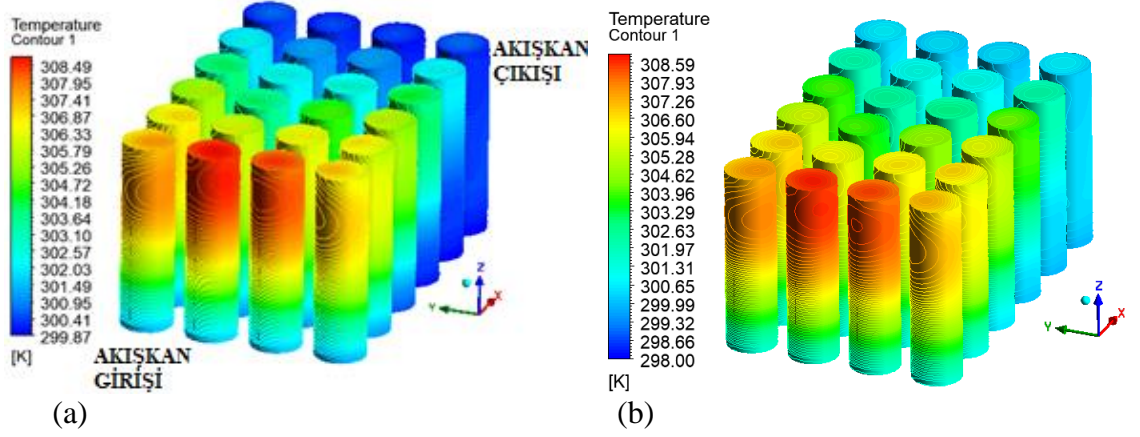 Temperature
Contour 1
308.49
307.95
307.41
306.87
306.33
305.79
305.26
304.72
304.18
303.64
303.10
302.57
302.03
301.49
300.95
300.41
299.87
[K]
AKIŞKAN
ÇIKIŞI
AKIŞKAN
GİRİŞİ
Z
Y
X
(a)
Temperature
Contour 1
308.59
307.93
307.26
306.60
305.94
305.28
304.62
303.96
303.29
302.63
301.97
301.31
300.65
299.99
299.32
298.66
298.00
[K]
Z
Y
X
(b)